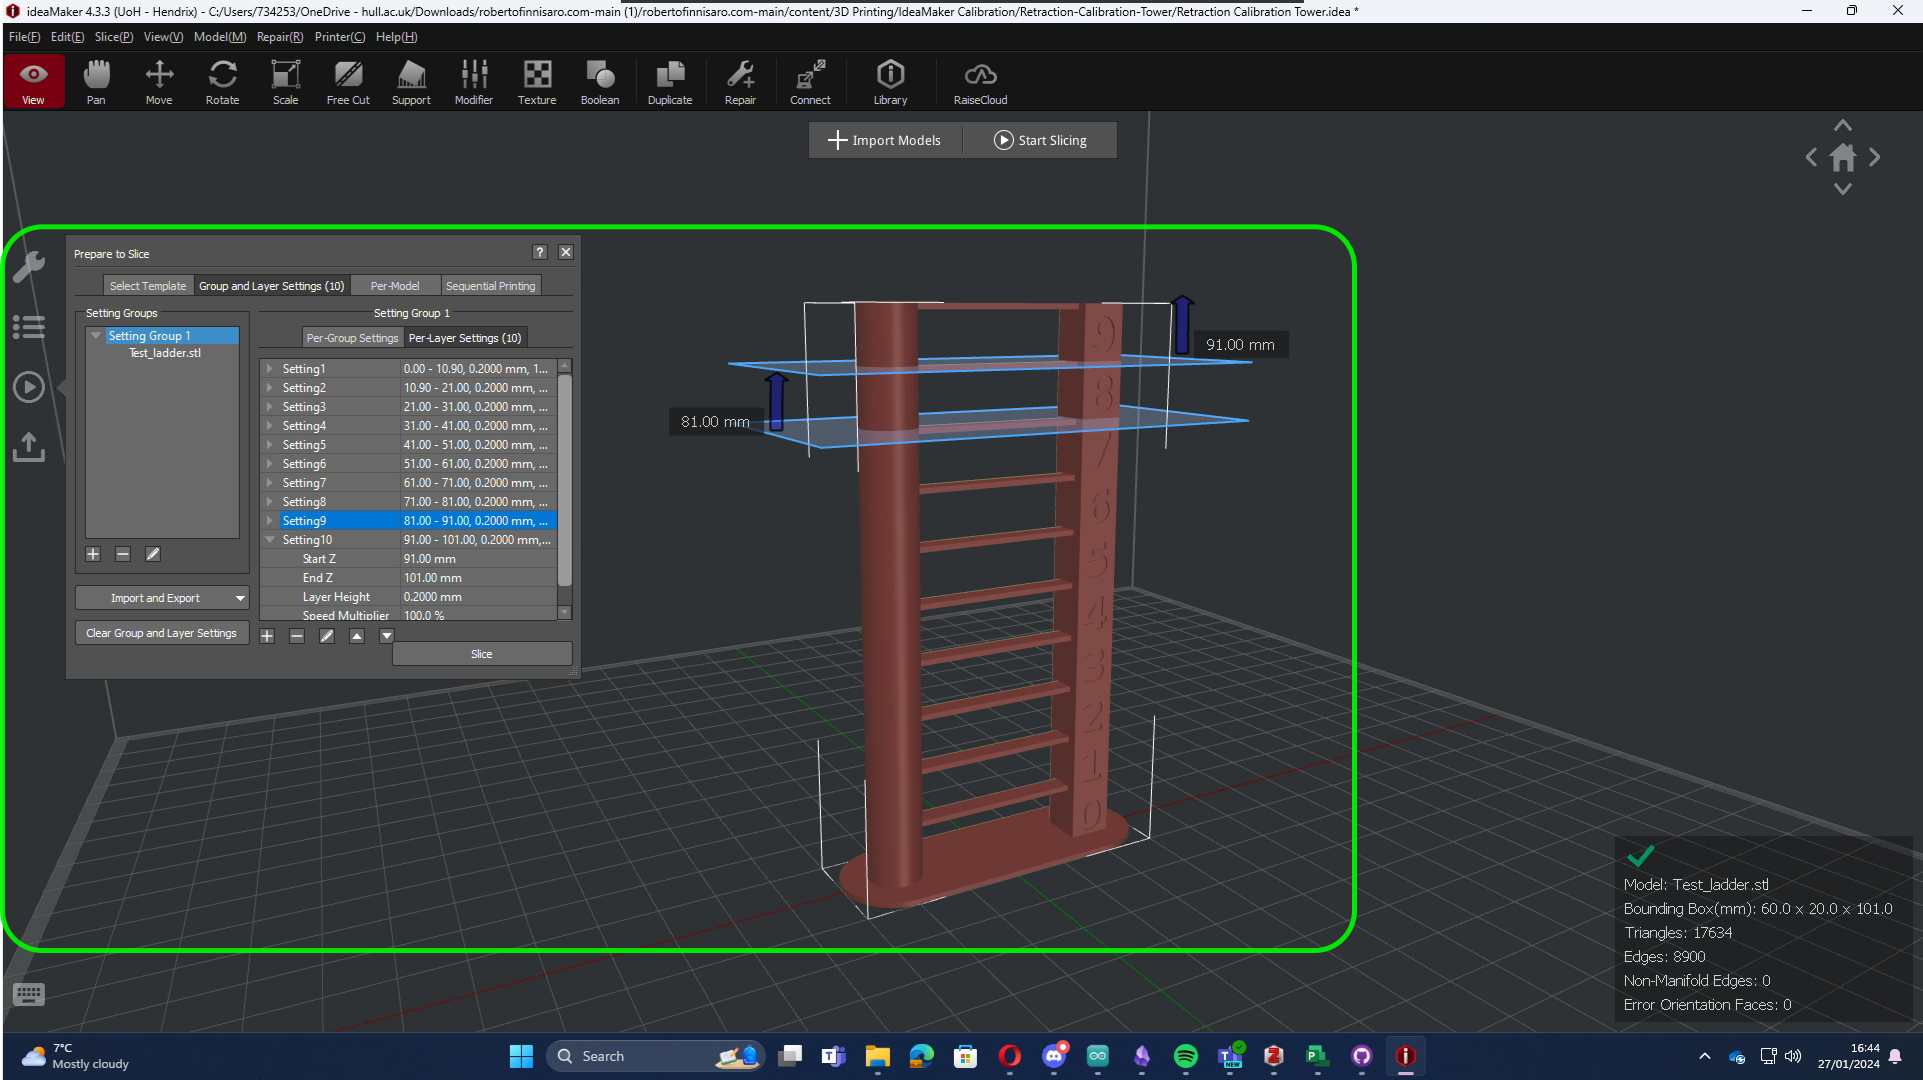 ideaMaker 4.3.3 (UoH - Hendrix) - C:/Users/734253/OneDrive - hull.ac.uk/Downloads/robertofinnisaro.com-main (1)/robertofinnisaro.com-main/content/3D Printing/IdeaMaker Calibration/Retraction-Calibration-Tower/Retraction Calibration Tower.idea *
File(F) Edit(E) Slice(P) View(V) Model(M) Repair(R) Printer(C) Help(H)
View Pan Move Rotate Scale Free Cut Support Modifier Texture Boolean Duplicate Repair Connect Library RaiseCloud
Import Models Start Slicing
Prepare to Slice ?
Select Template Group and Layer Settings (10) Per-Model Sequential Printing
Setting Groups
Setting Group 1
Test_ladder.stl
Import and Export
Clear Group and Layer Settings
Setting Group 1
Per-Group Settings Per-Layer Settings (10)
Setting1 0.00 - 10.90, 0.2000 mm, 1...
Setting2 10.90 - 21.00, 0.2000 mm, ...
Setting3 21.00 - 31.00, 0.2000 mm, ...
Setting4 31.00 - 41.00, 0.2000 mm, ...
Setting5 41.00 - 51.00, 0.2000 mm, ...
Setting6 51.00 - 61.00, 0.2000 mm, ...
Setting7 61.00 - 71.00, 0.2000 mm, ...
Setting8 71.00 - 81.00, 0.2000 mm, ...
Setting9 81.00 - 91.00, 0.2000 mm, ...
Setting10 91.00 - 101.00, 0.2000 mm,...
Start Z 91.00 mm
End Z 101.00 mm
Layer Height 0.2000 mm
Speed Multiplier 100.0 %
Slice
91.00 mm
81.00 mm
9
8
7
6
5
4
3
2
1
0
Model: Test_ladder.stl
Bounding Box(mm): 60.0 x 20.0 x 101.0
Triangles: 17634
Edges: 8900
Non-Manifold Edges: 0
Error Orientation Faces: 0
7°C
Mostly cloudy
Search
NEW
16:44
27/01/2024